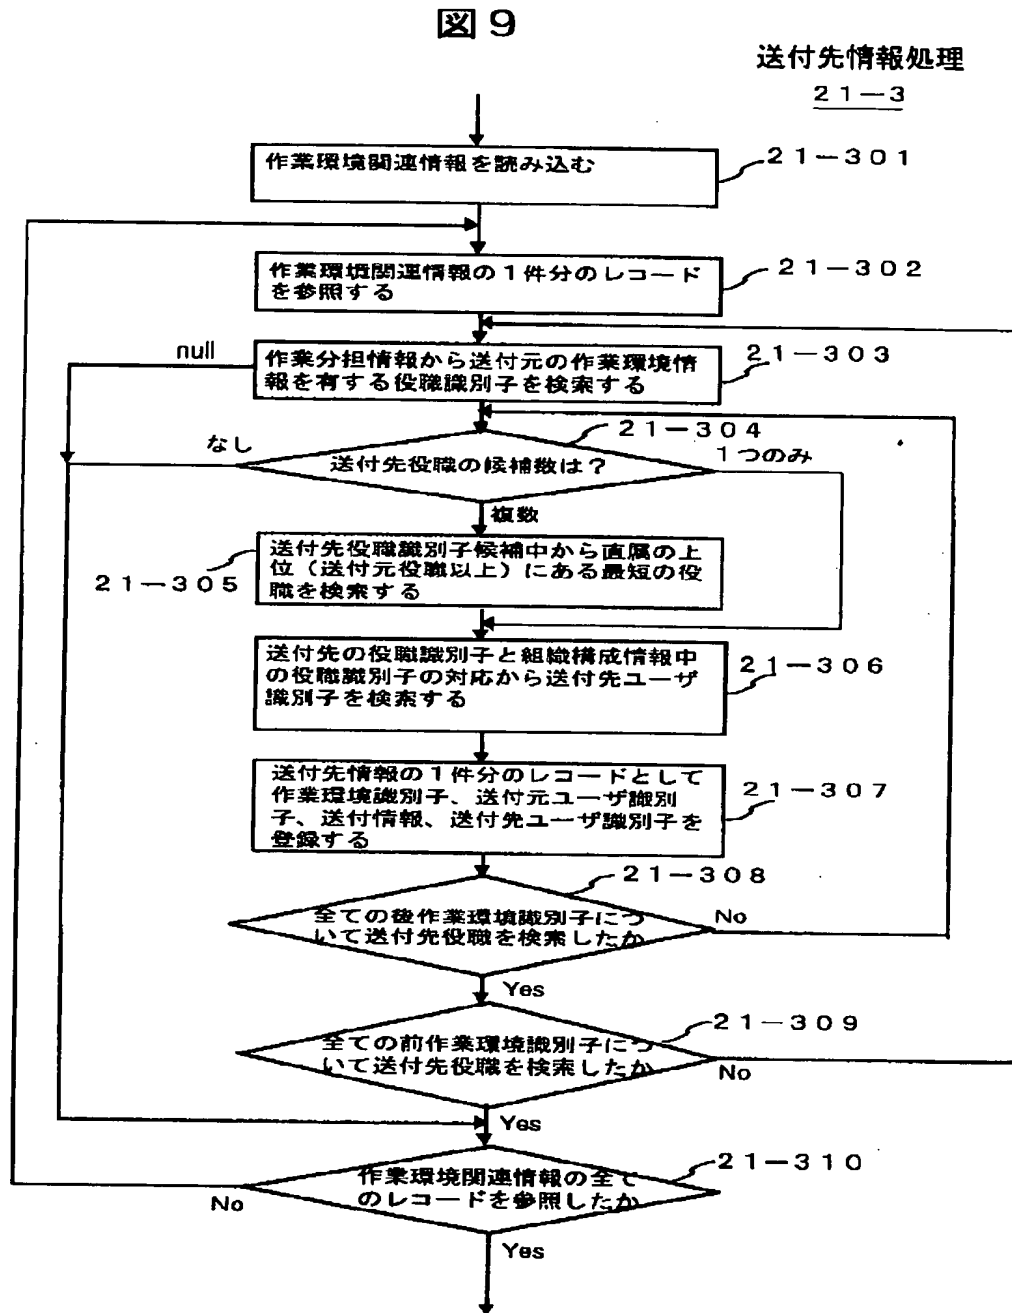 図9
送付先情報処理
21-3
作業環境関連情報を読み込む
21-301
作業環境関連情報の1件分のレコード
を参照する
21-302
null
作業分担情報から送付元の作業環境情
報を有する役職識別子を検索する
21-303
21-304
なし
送付先役職の候補数は?
1つのみ
複数
送付先役職識別子候補中から直属の上
位(送付元役職以上)にある最短の役
職を検索する
21-305
送付先の役職識別子と組織構成情報中
の役職識別子の対応から送付先ユーザ
識別子を検索する
21-306
送付先情報の1件分のレコードとして
作業環境識別子、送付元ユーザ識別
子、送付情報、送付先ユーザ識別子を
登録する
21-307
21-308
全ての後作業環境識別子につ
いて送付先役職を検索したか
No
Yes
21-309
全ての前作業環境識別子につ
いて送付先役職を検索したか
No
Yes
21-310
作業環境関連情報の全て
のレコードを参照したか
No
Yes